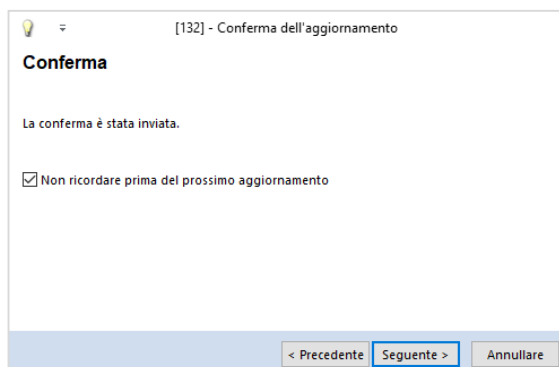 [132] - Conferma dell'aggiornamento
Conferma
La conferma è stata inviata.
Non ricordare prima del prossimo aggiornamento
< Precedente Seguente > Annullare